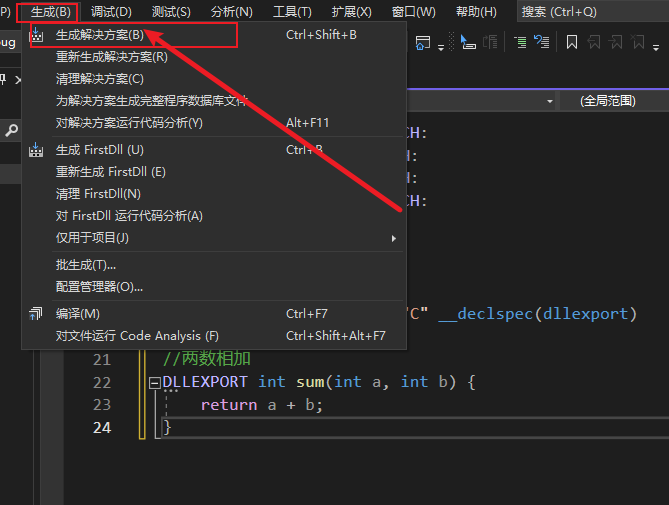 P) 生成(B) 调试(D) 测试(S) 分析(N) 工具(T) 扩展(X) 窗口(W) 帮助(H) 搜索 (Ctrl+Q)
生成解决方案(B) Ctrl+Shift+B
bug
重新生成解决方案(R)
清理解决方案(C)
为解决方案生成完整程序数据库文件
(全局范围)
对解决方案运行代码分析(Y) Alt+F11
CH:
生成 FirstDll (U) Ctrl+B
H:
重新生成 FirstDll (E)
H:
清理 FirstDll(N)
CH:
对 FirstDll 运行代码分析(A)
仅用于项目(J)
批生成(T)...
配置管理器(O)...
编译(M) Ctrl+F7
"C" __declspec(dllexport)
对文件运行 Code Analysis (F) Ctrl+Shift+Alt+F7
21 //两数相加
22 DLLEXPORT int sum(int a, int b) {
23 return a + b;
24 }